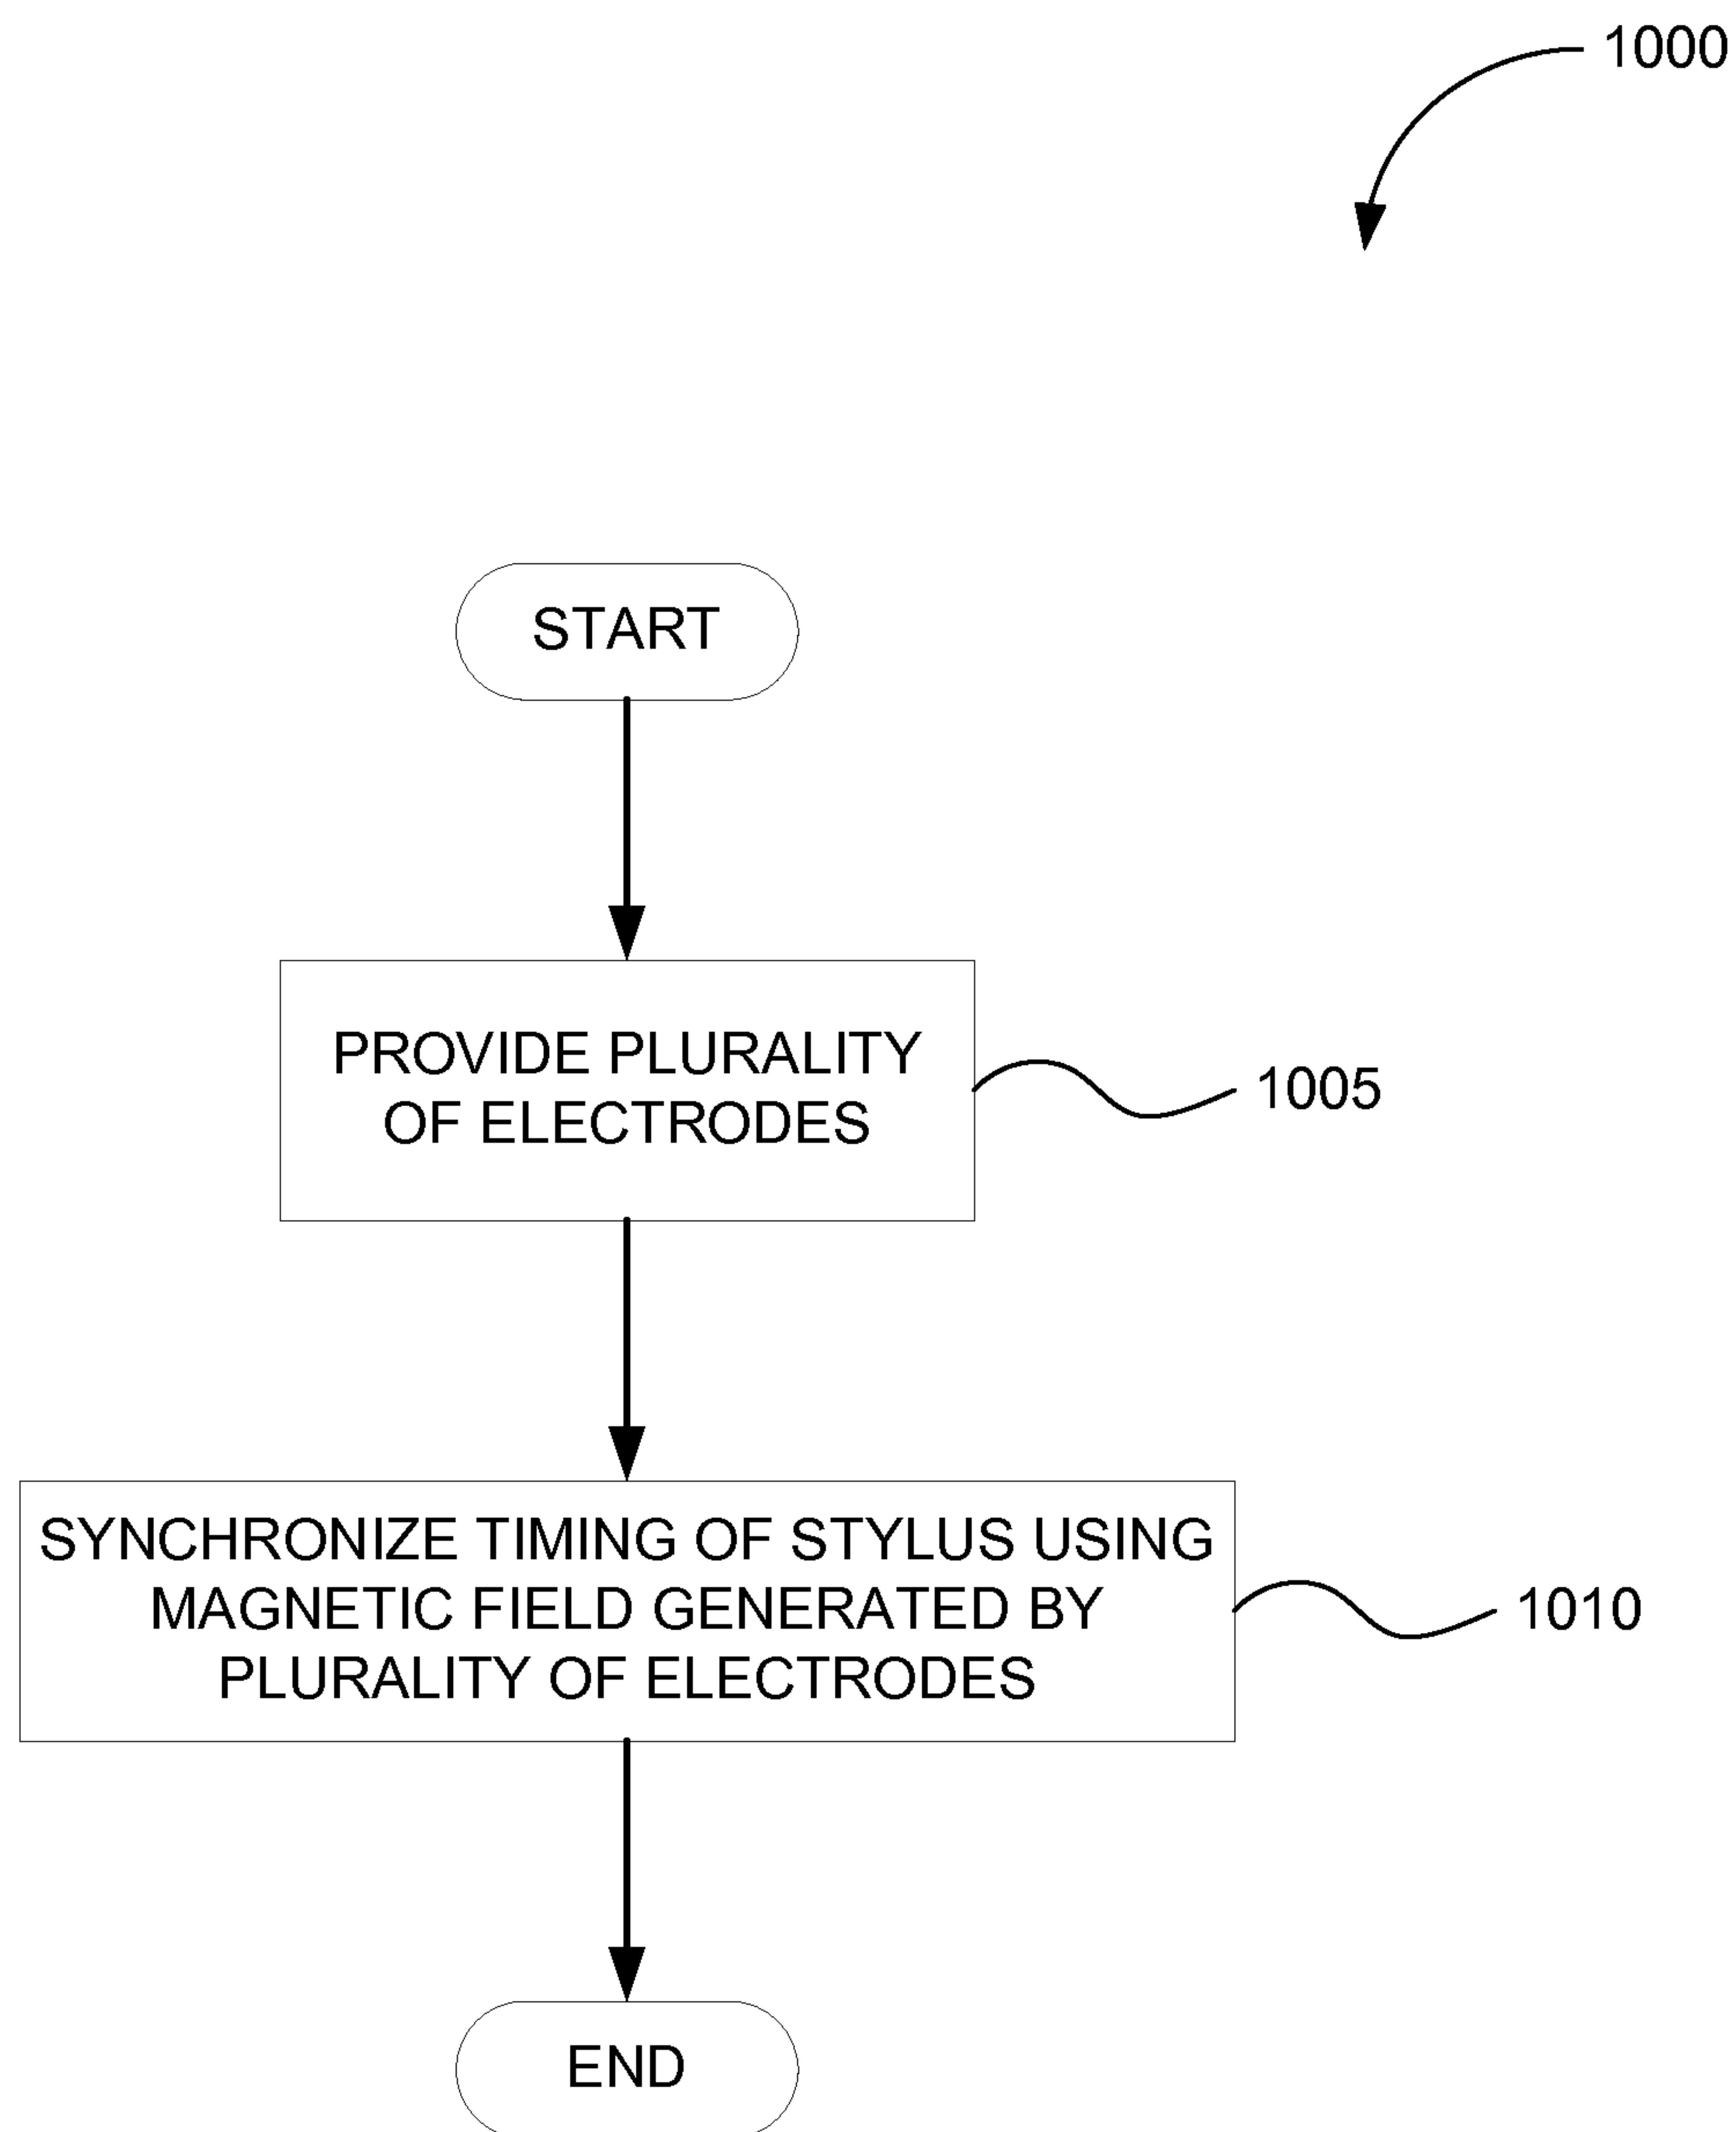 1000
START
PROVIDE PLURALITY
OF ELECTRODES
1005
SYNCHRONIZE TIMING OF STYLUS USING
MAGNETIC FIELD GENERATED BY
PLURALITY OF ELECTRODES
1010
END